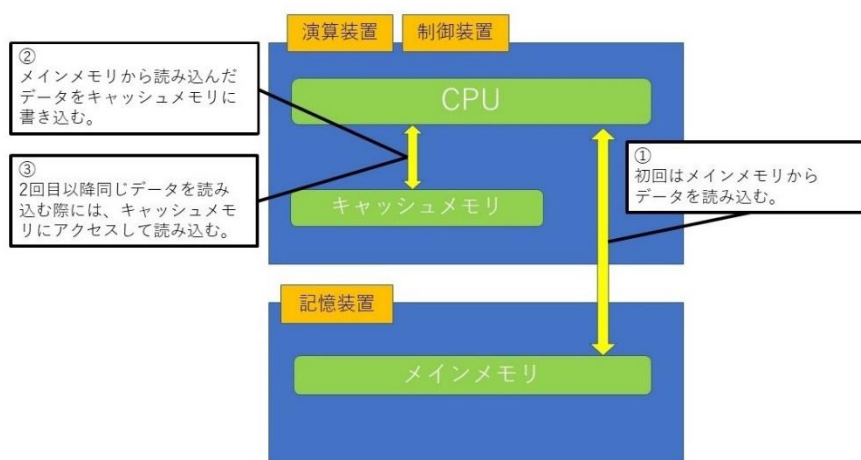 演算装置
制御装置
②
メインメモリから読み込んだ
データをキャッシュメモリに
書き込む。
CPU
③
2回目以降同じデータを読み
込む際には、キャッシュメモ
リにアクセスして読み込む。
キャッシュメモリ
①
初回はメインメモリから
データを読み込む。
記憶装置
メインメモリ